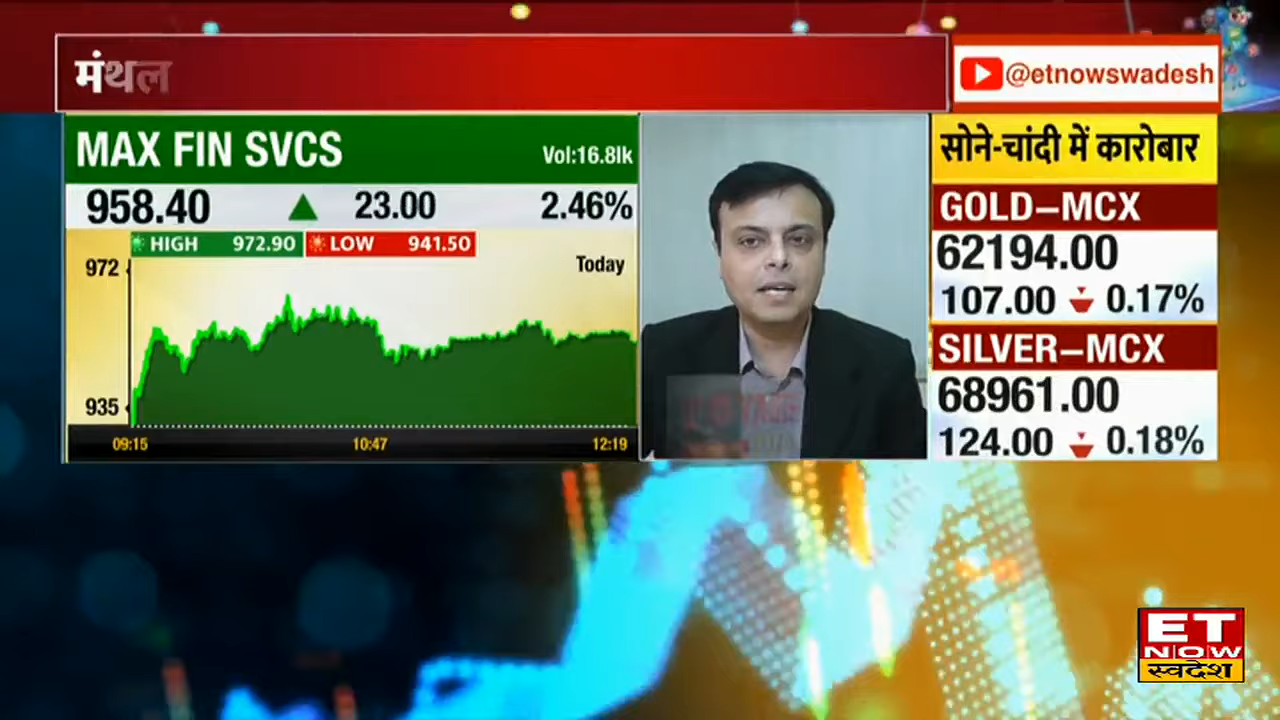 मंथल
@etnowswadesh
MAX FIN SVCS
Vol:16.8lk
958.40 23.00 2.46%
HIGH 972.90 LOW 941.50
Today
972
935
09:15 10:47 12:19
सोने-चांदी में कारोबार
GOLD–MCX
62194.00
107.00 0.17%
SILVER–MCX
68961.00
124.00 0.18%
ET
NOW
स्वदेश